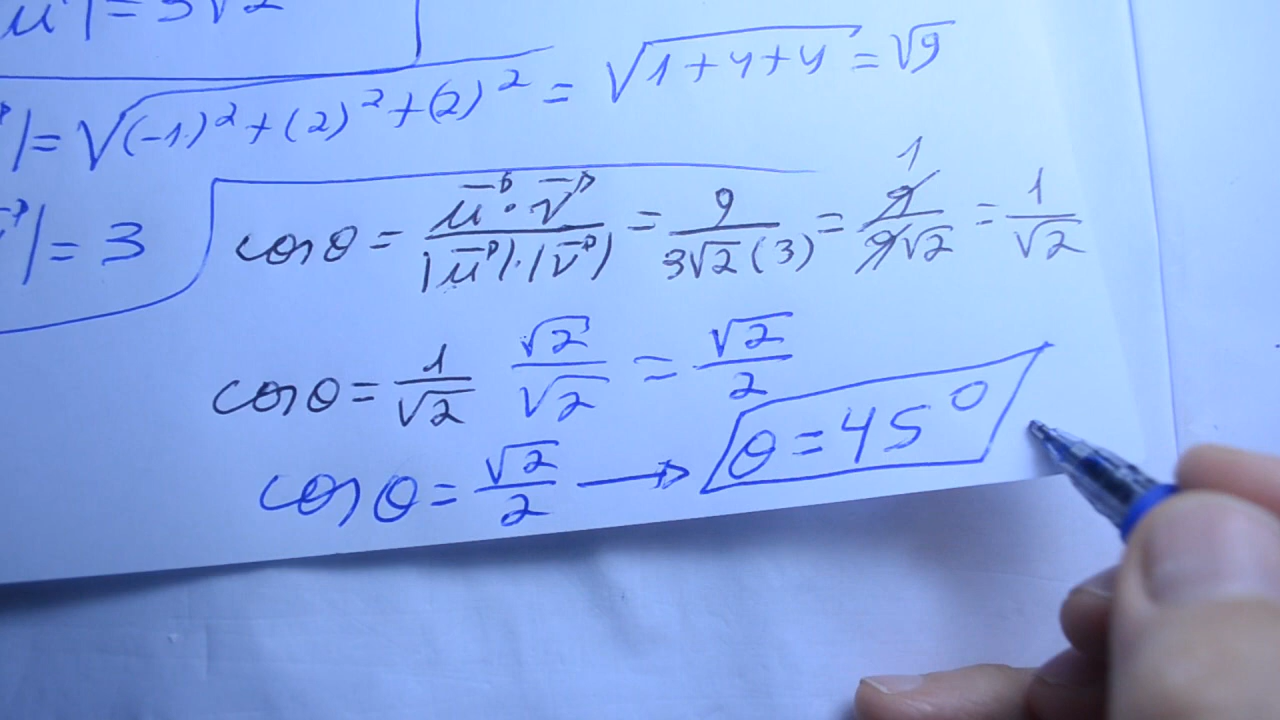 |u| = 3√2
| = √(-1)² + (2)² + (2)² = √1+4+4 = √9
v| = 3
cos θ = u · v / |u| · |v| = 9 / 3√2 (3) = 9 1 / 9√2 = 1 / √2
cos θ = 1 / √2 √2 / √2 = √2 / 2
cos θ = √2 / 2 → θ = 45°